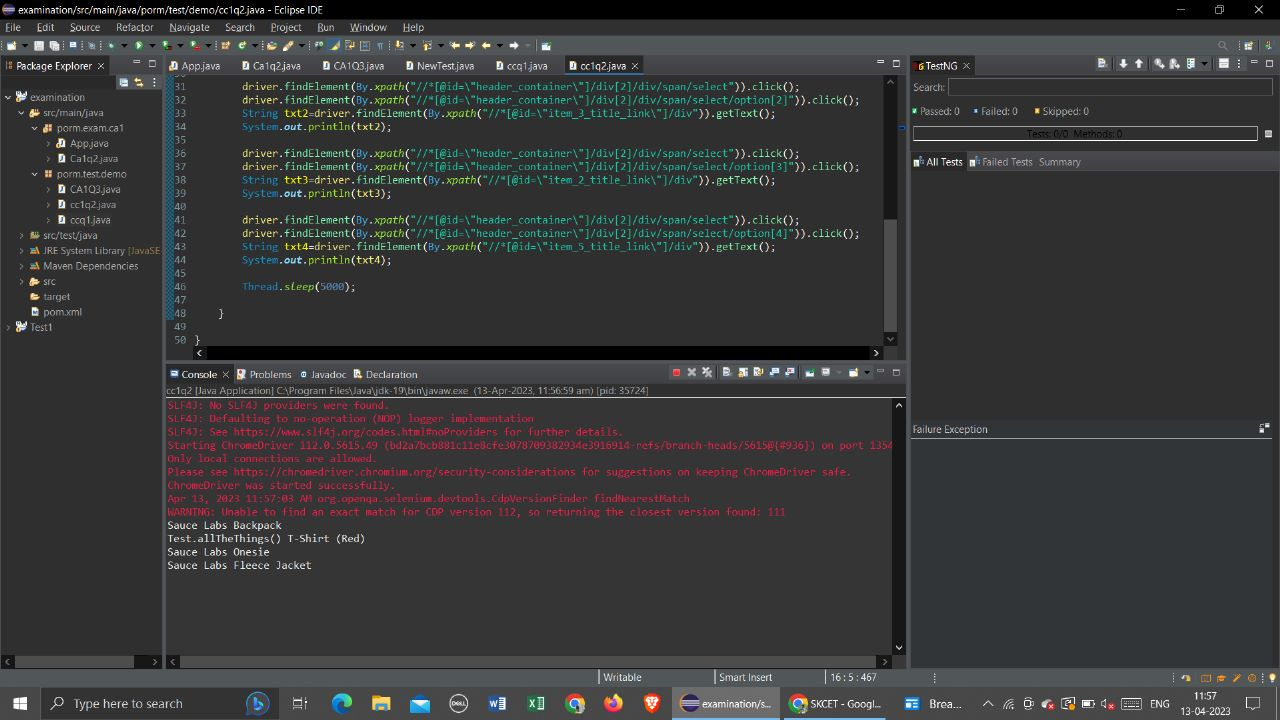 examination/src/main/java/porm/test/demo/cc1q2.java - Eclipse IDE
File Edit Source Refactor Navigate Search Project Run Window Help
Package Explorer
examination
src/main/java
porm.exam.ca1
App.java
Ca1q2.java
porm.test.demo
CA1Q3.java
cc1q2.java
ccq1.java
src/test/java
JRE System Library [JavaSE
Maven Dependencies
src
target
pom.xml
Test1
App.java Ca1q2.java CA1Q3.java NewTest.java ccq1.java cc1q2.java
31 driver.findElement(By.xpath("//*[@id=\"header_container\"]/div[2]/div/span/select")).click();
32 driver.findElement(By.xpath("//*[@id=\"header_container\"]/div[2]/div/span/select/option[2]")).click();
33 String txt2=driver.findElement(By.xpath("//*[@id=\"item_3_title_link\"]/div")).getText();
34 System.out.println(txt2);
35
36 driver.findElement(By.xpath("//*[@id=\"header_container\"]/div[2]/div/span/select")).click();
37 driver.findElement(By.xpath("//*[@id=\"header_container\"]/div[2]/div/span/select/option[3]")).click();
38 String txt3=driver.findElement(By.xpath("//*[@id=\"item_2_title_link\"]/div")).getText();
39 System.out.println(txt3);
40
41 driver.findElement(By.xpath("//*[@id=\"header_container\"]/div[2]/div/span/select")).click();
42 driver.findElement(By.xpath("//*[@id=\"header_container\"]/div[2]/div/span/select/option[4]")).click();
43 String txt4=driver.findElement(By.xpath("//*[@id=\"item_5_title_link\"]/div")).getText();
44 System.out.println(txt4);
45
46 Thread.sleep(5000);
47
48 }
49
50 }
Console Problems Javadoc Declaration
cc1q2 [Java Application] C:\Program Files\Java\jdk-19\bin\javaw.exe (13-Apr-2023, 11:56:59 am) [pid: 35724]
SLF4J: No SLF4J providers were found.
SLF4J: Defaulting to no-operation (NOP) logger implementation
SLF4J: See https://www.slf4j.org/codes.html#noProviders for further details.
Starting ChromeDriver 112.0.5615.49 (bd2a7bcb881c11e8cfe3078709382934e3916914-refs/branch-heads/5615@{#936}) on port 1354
Only local connections are allowed.
Please see https://chromedriver.chromium.org/security-considerations for suggestions on keeping ChromeDriver safe.
ChromeDriver was started successfully.
Apr 13, 2023 11:57:03 AM org.openqa.selenium.devtools.CdpVersionFinder findNearestMatch
WARNING: Unable to find an exact match for CDP version 112, so returning the closest version found: 111
Sauce Labs Backpack
Test.allTheThings() T-Shirt (Red)
Sauce Labs Onesie
Sauce Labs Fleece Jacket
TestNG
Search:
Passed: 0 Failed: 0 Skipped: 0
Tests: 0/0 Methods: 0
All Tests Failed Tests Summary
Failure Exception
Writable Smart Insert 16 : 5 : 467
Type here to search
DELL
examination/s...
SKCET - Googl...
Brea...
ENG
11:57
13-04-2023